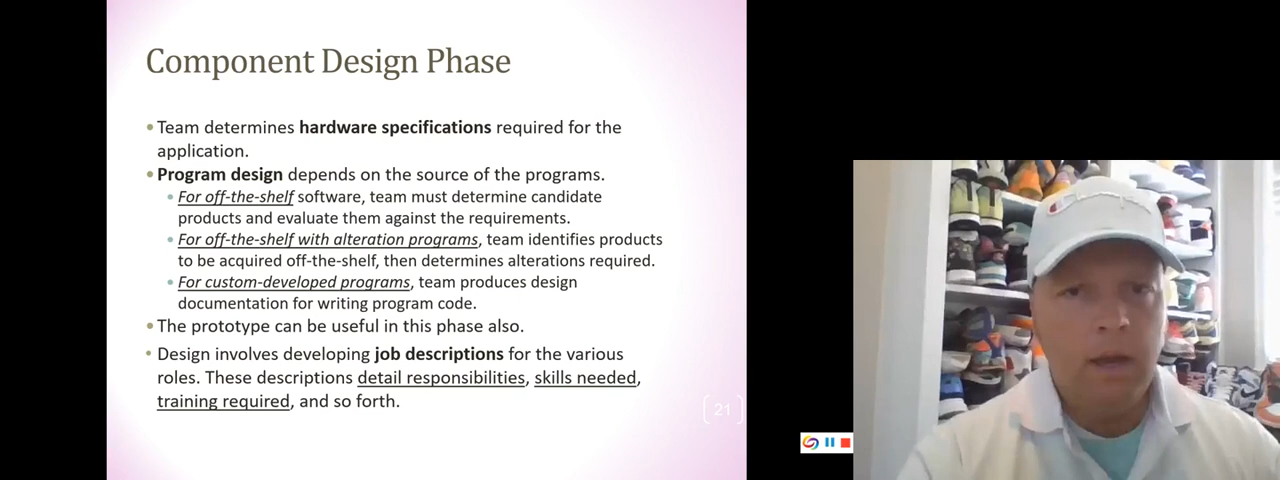 Component Design Phase
•Team determines hardware specifications required for the
application.
•Program design depends on the source of the programs.
•For off-the-shelf software, team must determine candidate
products and evaluate them against the requirements.
•For off-the-shelf with alteration programs, team identifies products
to be acquired off-the-shelf, then determines alterations required.
•For custom-developed programs, team produces design
documentation for writing program code.
•The prototype can be useful in this phase also.
•Design involves developing job descriptions for the various
roles. These descriptions detail responsibilities, skills needed,
training required, and so forth.
21